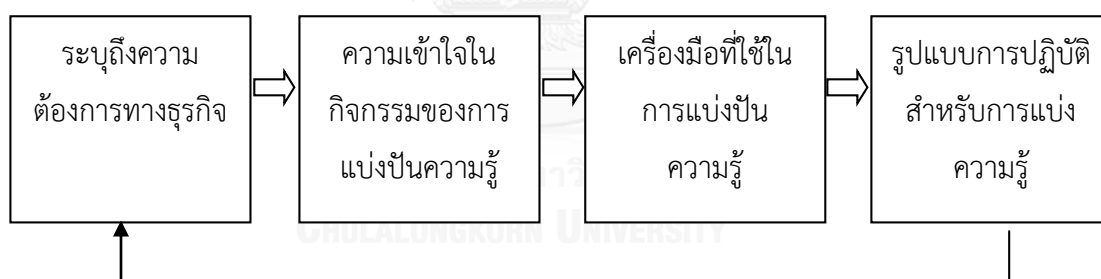 ระบุถึงความ
ต้องการทางธุรกิจ
ความเข้าใจใน
กิจกรรมของการ
แบ่งปันความรู้
เครื่องมือที่ใช้ใน
การแบ่งปัน
ความรู้
รูปแบบการปฏิบัติ
สำหรับการแบ่ง
ความรู้
CHULALONGKORN UNIVERSITY